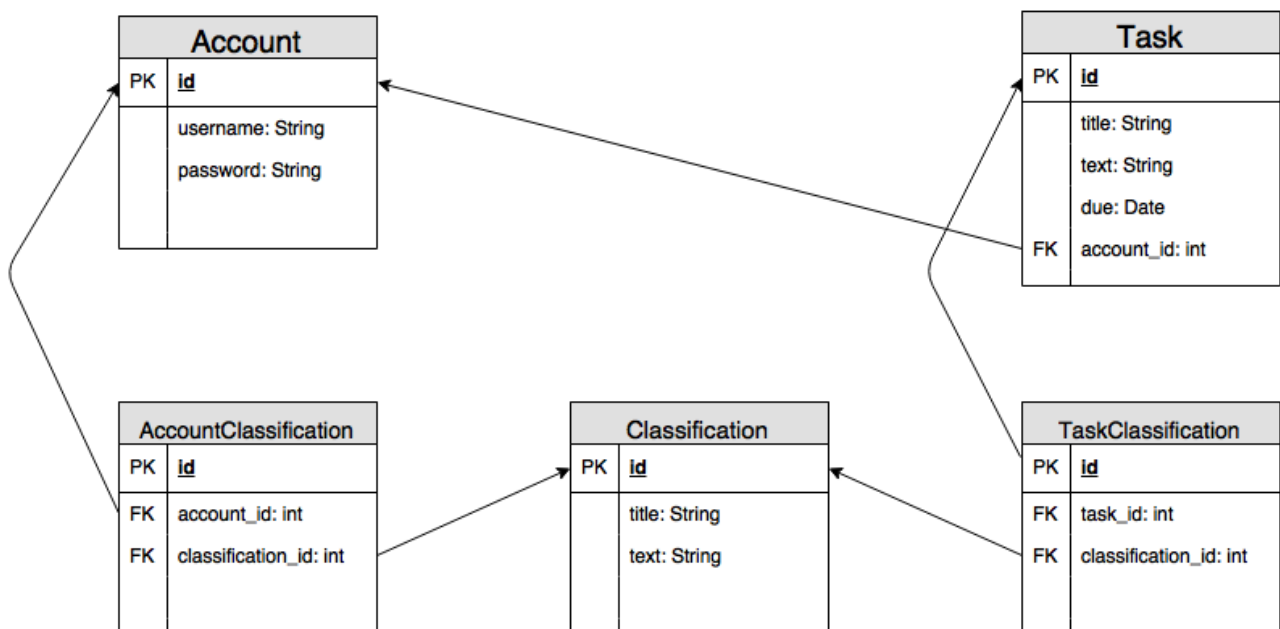 Account
PK id
username: String
password: String
Task
PK id
title: String
text: String
due: Date
FK account_id: int
AccountClassification
PK id
FK account_id: int
FK classification_id: int
Classification
PK id
title: String
text: String
TaskClassification
PK id
FK task_id: int
FK classification_id: int